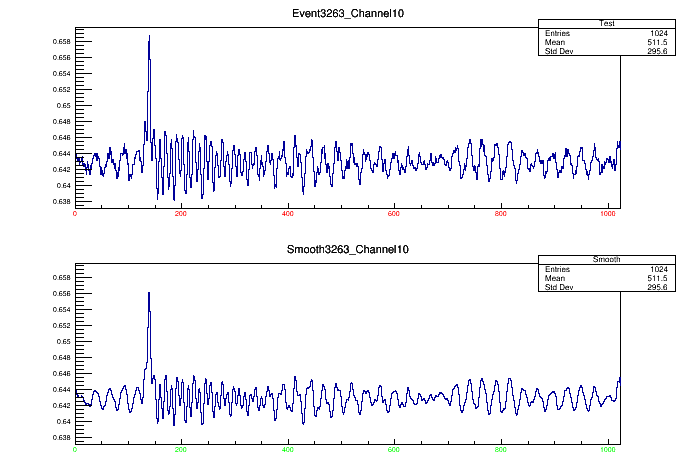 Event3263_Channel10
Test
Entries 1024
Mean 511.5
Std Dev 295.6
0.658
0.656
0.654
0.652
0.65
0.648
0.646
0.644
0.642
0.64
0.638
0 200 400 600 800 1000
Smooth3263_Channel10
Smooth
Entries 1024
Mean 511.5
Std Dev 295.6
0.658
0.656
0.654
0.652
0.65
0.648
0.646
0.644
0.642
0.64
0.638
0 200 400 600 800 1000